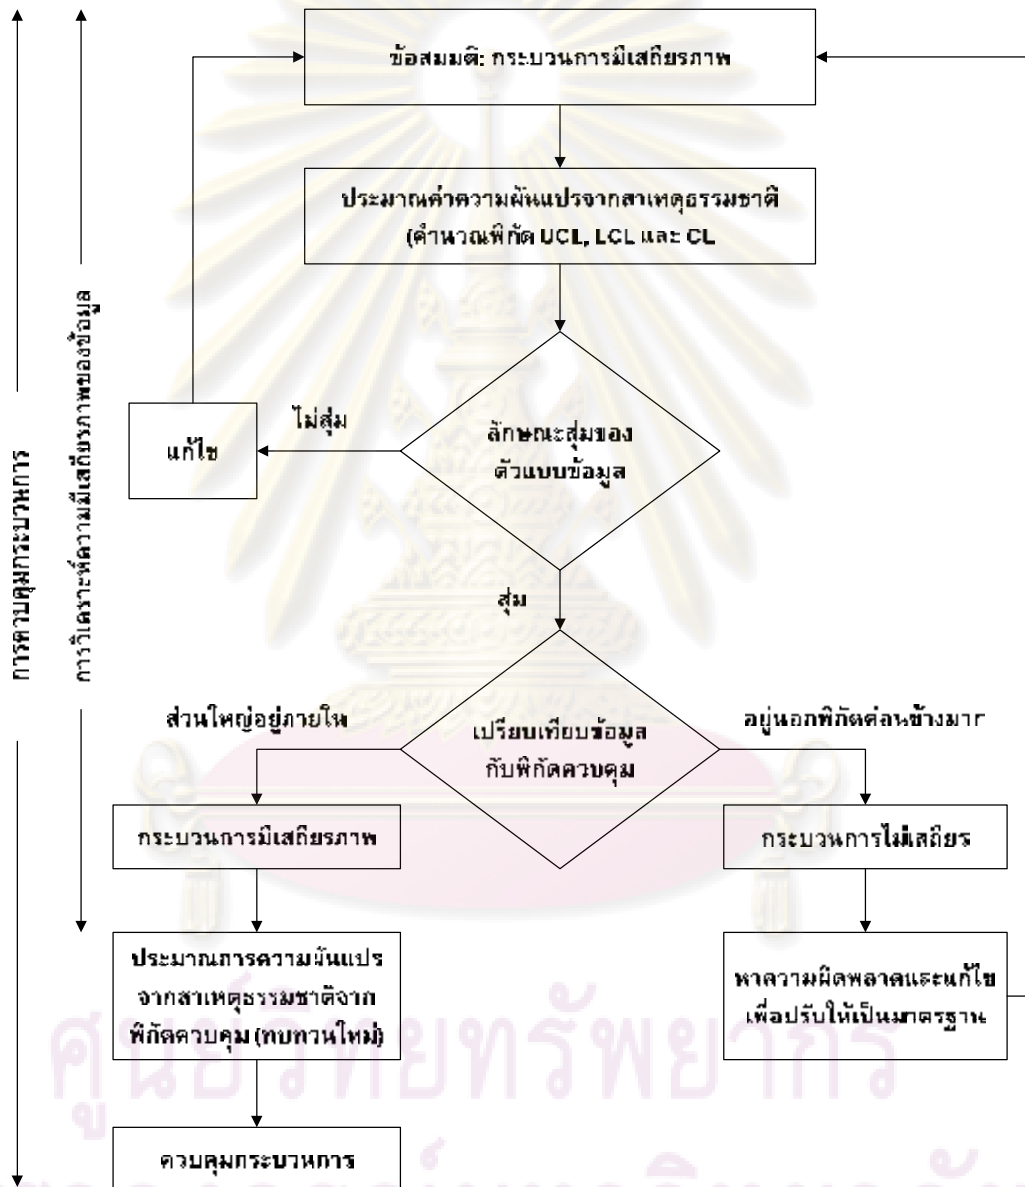 ข้อสมมติ: กระบวนการมีเสถียรภาพ
ประมาณค่าความผันแปรจากสาเหตุธรรมชาติ
(คำนวณพิกัด UCL, LCL และ CL
ลักษณะสุ่มของ
ตัวแบบข้อมูล
ไม่สุ่ม
แก้ไข
สุ่ม
เปรียบเทียบข้อมูล
กับพิกัดควบคุม
ส่วนใหญ่อยู่ภายใน
อยู่นอกพิกัดค่อนข้างมาก
กระบวนการมีเสถียรภาพ
กระบวนการไม่เสถียร
ประมาณการความผันแปร
จากสาเหตุธรรมชาติจาก
พิกัดควบคุม (ทบทวนใหม่)
หาความผิดพลาดและแก้ไข
เพื่อปรับให้เป็นมาตรฐาน
ควบคุมกระบวนการ
การควบคุมกระบวนการ
การวิเคราะห์ความมีเสถียรภาพของข้อมูล
ศูนย์วิทยทรัพยากร